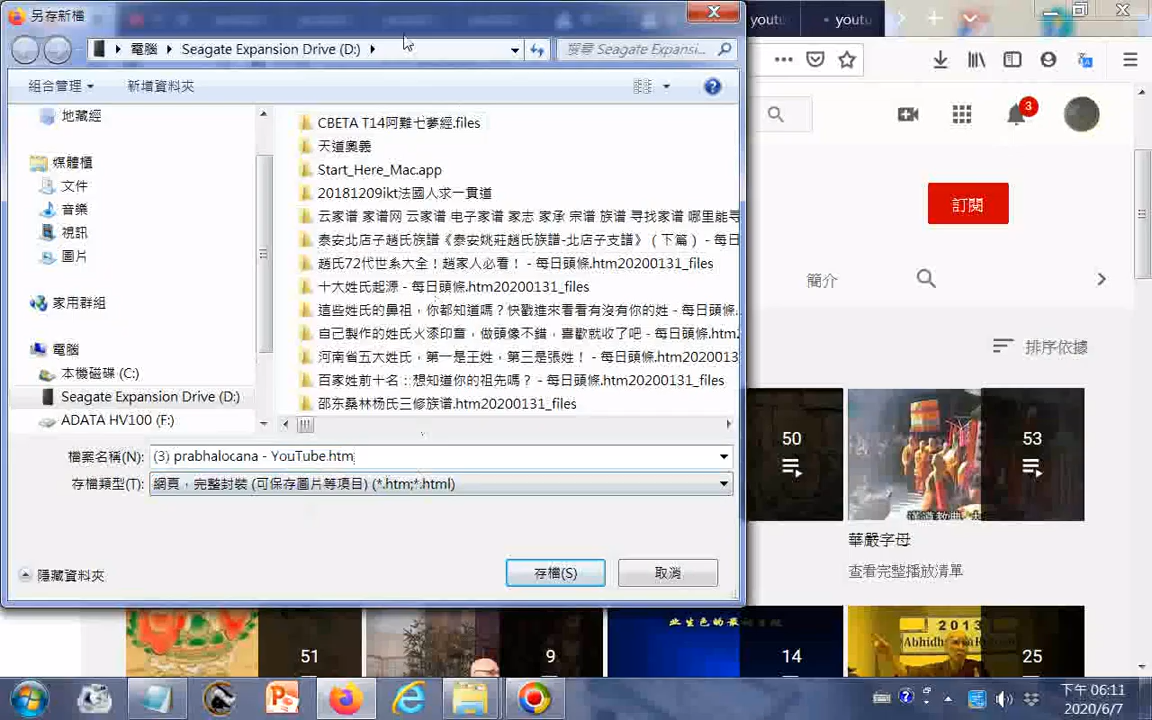 另存新檔
電腦 ▸ Seagate Expansion Drive (D:) ▸
搜尋 Seagate Expansi...
組合管理
新增資料夾
地藏經
媒體櫃
文件
音樂
視訊
圖片
家用群組
電腦
本機磁碟 (C:)
Seagate Expansion Drive (D:)
ADATA HV100 (F:)
CBETA T14阿難七夢經.files
天道奧義
Start_Here_Mac.app
20181209ikt法國人求一貫道
云家谱 家谱网 云家谱 电子家谱 家志 家承 宗谱 族谱 寻找家谱 哪里能寻
泰安北店子趙氏族譜《泰安姚莊趙氏族譜-北店子支譜》（下篇）- 每日
趙氏72代世系大全！趙家人必看！ - 每日頭條.htm20200131_files
十大姓氏起源 - 每日頭條.htm20200131_files
這些姓氏的鼻祖，你都知道嗎？快戳進來看看有沒有你的姓 - 每日頭條.
自己製作的姓氏火漆印章，做頭像不錯，喜歡就收了吧 - 每日頭條.htm2
河南省五大姓氏，第一是王姓，第三是張姓！ - 每日頭條.htm202001313
百家姓前十名：想知道你的祖先嗎？ - 每日頭條.htm20200131_files
邵东桑林杨氏三修族谱.htm20200131_files
檔案名稱(N):
(3) prabhalocana - YouTube.htm
存檔類型(T):
網頁，完整封裝 (可保存圖片等項目) (*.htm;*.html)
隱藏資料夾
存檔(S)
取消
youtu
youtu
3
訂閱
簡介
排序依據
50
53
華嚴字母
查看完整播放清單
51
9
14
2013
25
下午 06:11
2020/6/7